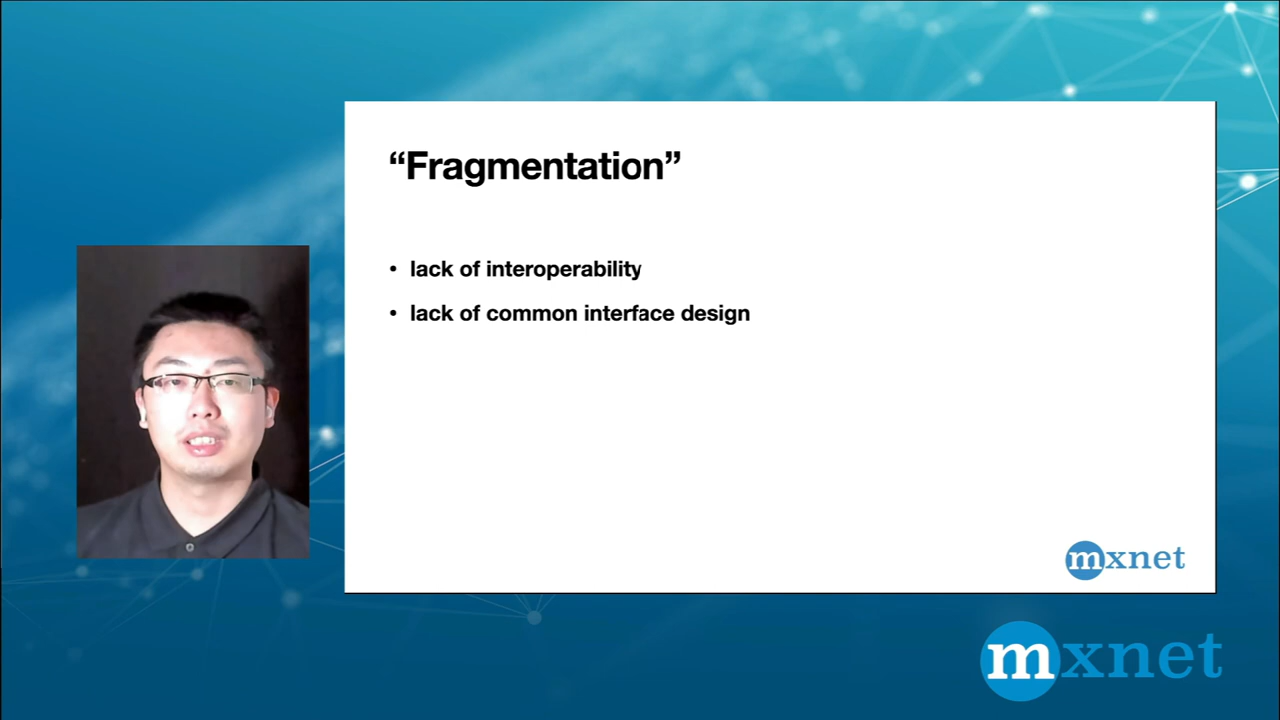 “Fragmentation”
• lack of interoperability
• lack of common interface design
mxnet
mxnet